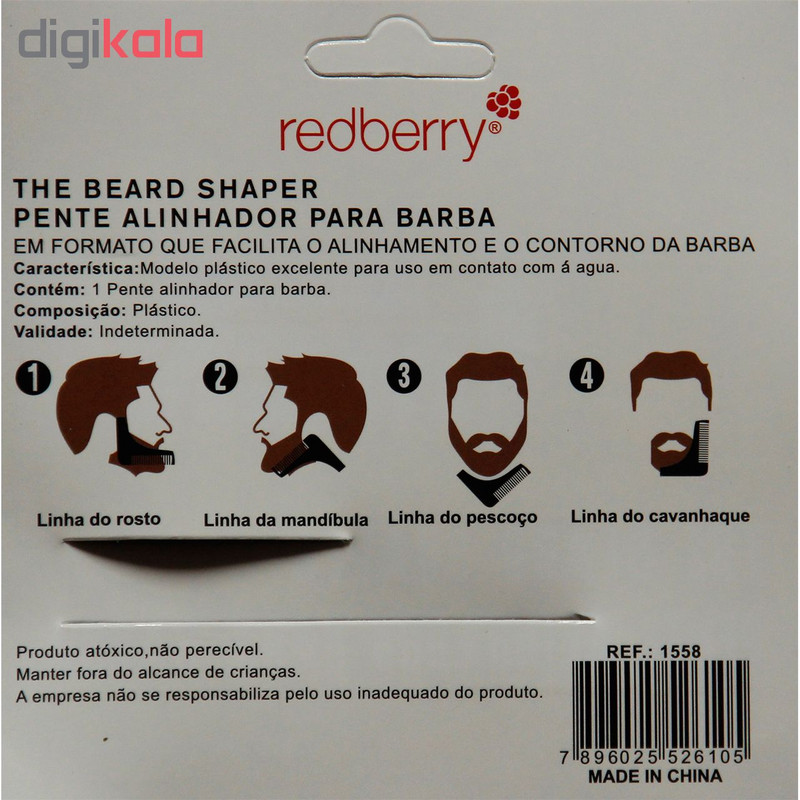 digikala
redberry®
THE BEARD SHAPER
PENTE ALINHADOR PARA BARBA
EM FORMATO QUE FACILITA O ALINHAMENTO E O CONTORNO DA BARBA
Característica:Modelo plástico excelente para uso em contato com á agua.
Contém: 1 Pente alinhador para barba.
Composição: Plástico.
Validade: Indeterminada.
1 2 3 4
Linha do rosto Linha da mandíbula Linha do pescoço Linha do cavanhaque
Produto atóxico,não perecível.
Manter fora do alcance de crianças.
A empresa não se responsabiliza pelo uso inadequado do produto.
REF.: 1558
7 896025 526105
MADE IN CHINA